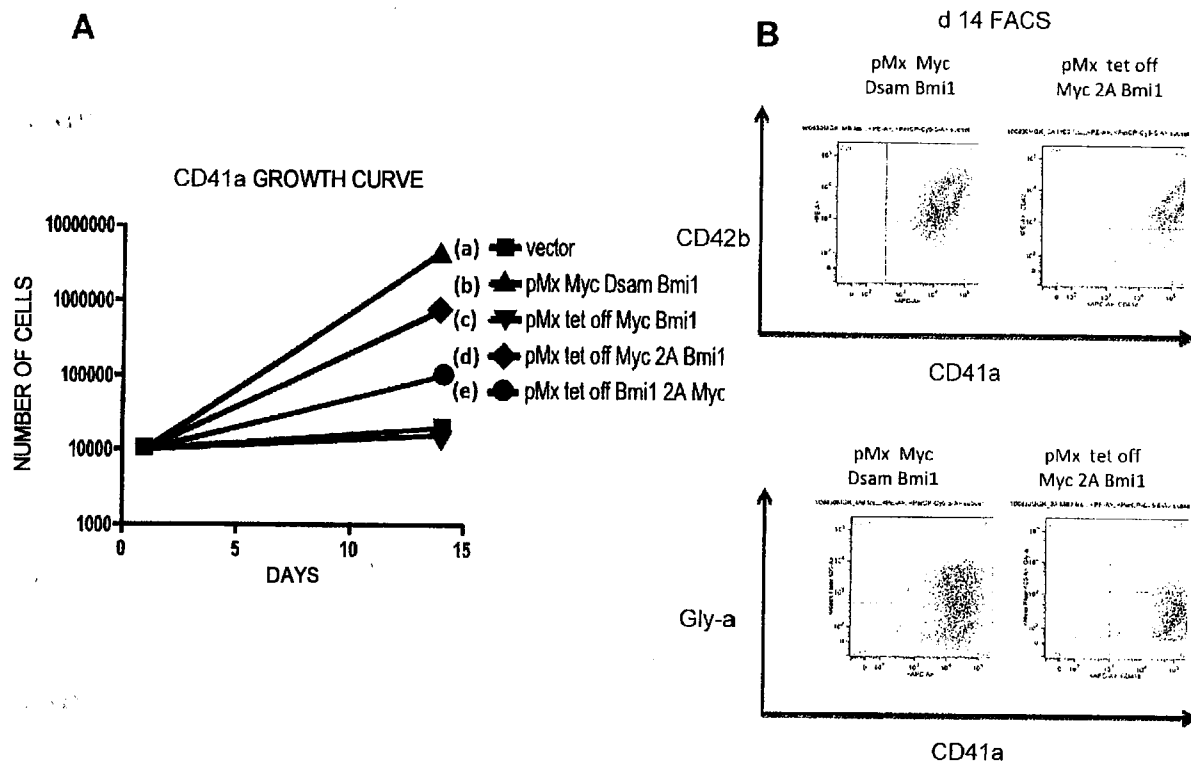 A
CD41a GROWTH CURVE
NUMBER OF CELLS
10000000
1000000
100000
10000
1000
0
5
10
15
DAYS
(a) vector
(b) pMx Myc Dsam Bmi1
(c) pMx tet off Myc Bmi1
(d) pMx tet off Myc 2A Bmi1
(e) pMx tet off Bmi1 2A Myc
B
d 14 FACS
pMx Myc
Dsam Bmi1
pMx tet off
Myc 2A Bmi1
CD42b
CD41a
pMx Myc
Dsam Bmi1
pMx tet off
Myc 2A Bmi1
Gly-a
CD41a